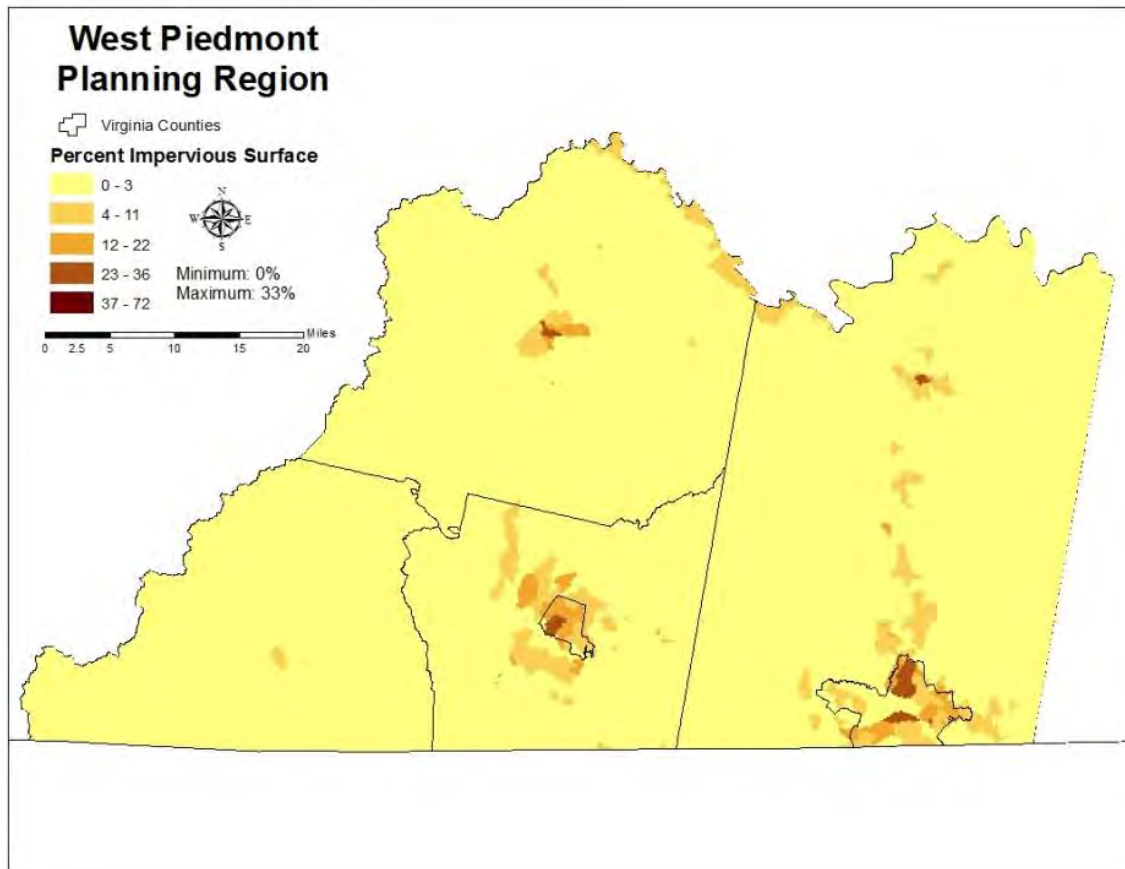 West Piedmont
Planning Region
Virginia Counties
Percent Impervious Surface
0 - 3
4 - 11
12 - 22
23 - 36
37 - 72
N
W E
S
Minimum: 0%
Maximum: 33%
Miles
0 2.5 5 10 15 20